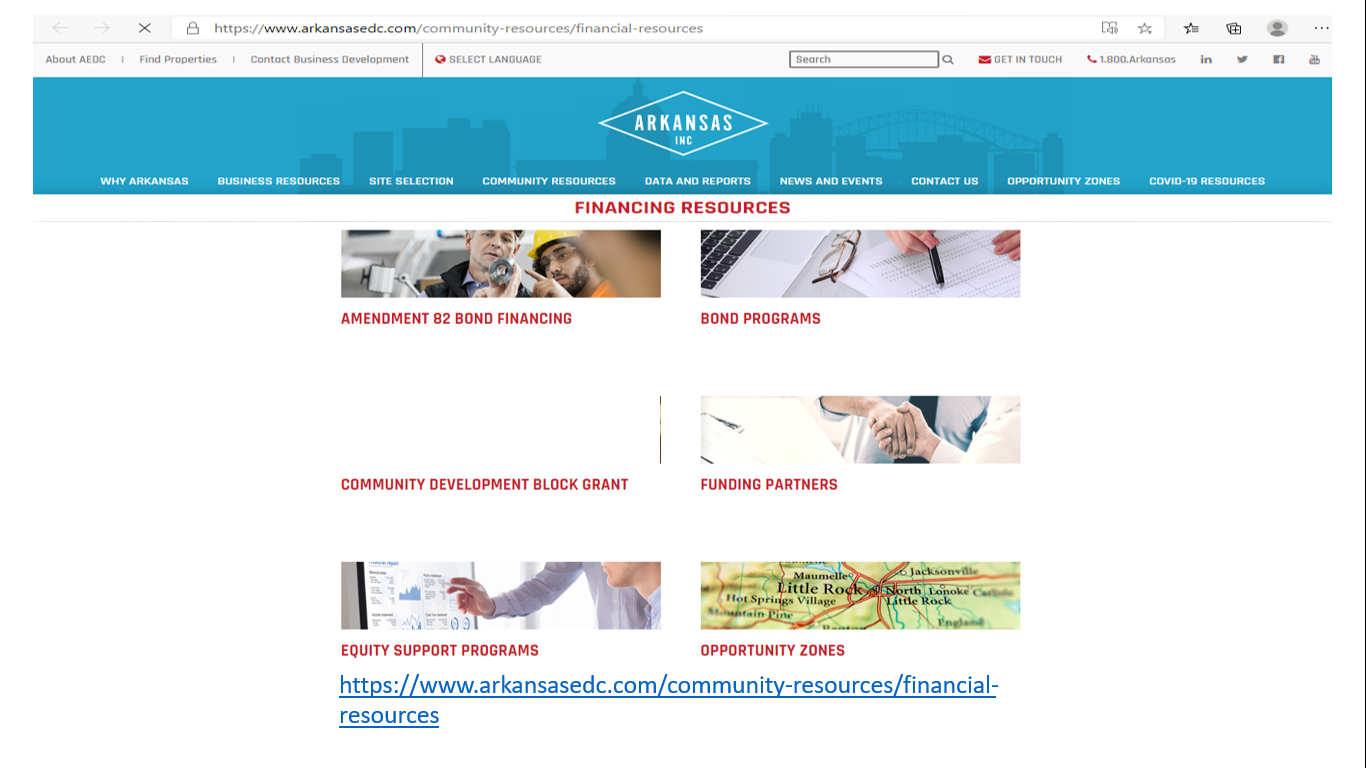 https://www.arkansasedc.com/community-resources/financial-resources
About AEDC | Find Properties | Contact Business Development SELECT LANGUAGE Search GET IN TOUCH 1.800.Arkansas
ARKANSAS
INC
WHY ARKANSAS BUSINESS RESOURCES SITE SELECTION COMMUNITY RESOURCES DATA AND REPORTS NEWS AND EVENTS CONTACT US OPPORTUNITY ZONES COVID-19 RESOURCES
FINANCING RESOURCES
AMENDMENT 82 BOND FINANCING
BOND PROGRAMS
COMMUNITY DEVELOPMENT BLOCK GRANT
FUNDING PARTNERS
Maumelle Jacksonville
Little Rock North Lonoke Carlisle
Hot Springs Village Little Rock
Mountain Pine England
EQUITY SUPPORT PROGRAMS
OPPORTUNITY ZONES
https://www.arkansasedc.com/community-resources/financial-
resources